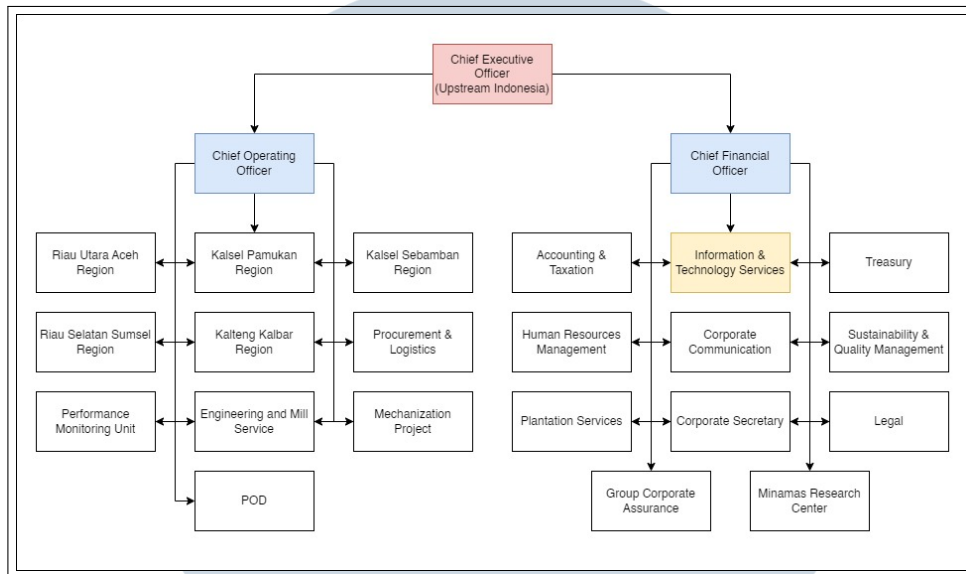 Chief Executive
Officer
(Upstream Indonesia)
Chief Operating
Officer
Chief Financial
Officer
Riau Utara Aceh
Region
Kalsel Pamukan
Region
Kalsel Sebamban
Region
Accounting &
Taxation
Information &
Technology Services
Treasury
Riau Selatan Sumsel
Region
Kalteng Kalbar
Region
Procurement &
Logistics
Human Resources
Management
Corporate
Communication
Sustainability &
Quality Management
Performance
Monitoring Unit
Engineering and Mill
Service
Mechanization
Project
Plantation Services
Corporate Secretary
Legal
POD
Group Corporate
Assurance
Minamas Research
Center